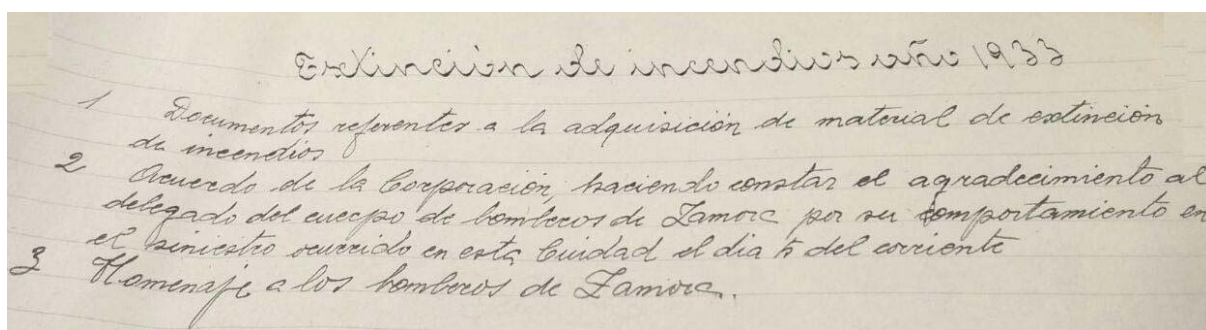 Extinción de incendios año 1933
1 Documentos referentes a la adquisición de material de extinción
de incendios
2 Acuerdo de la Corporación, haciendo constar el agradecimiento al
delegado del cuerpo de bomberos de Zamora por su comportamiento en
el siniestro ocurrido en esta Ciudad el dia 5 del corriente
3 Homenaje a los bomberos de Zamora.